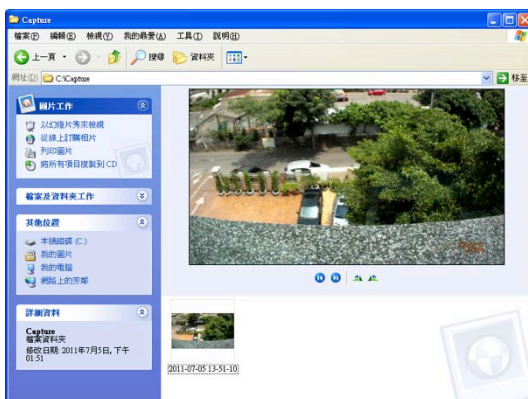 Capture
檔案(F) 編輯(E) 檢視(V) 我的最愛(A) 工具(T) 說明(H)
上一頁 搜尋 資料夾
網址(D) C:\Capture 移至
圖片工作
以幻燈片秀來檢視
從線上訂購相片
列印圖片
將所有項目複製到 CD
檔案及資料夾工作
其他位置
本機磁碟 (C:)
我的圖片
我的電腦
網路上的芳鄰
詳細資料
Capture
檔案資料夾
修改日期: 2011年7月5日, 下午
01:51
2011-07-05 13-51-10